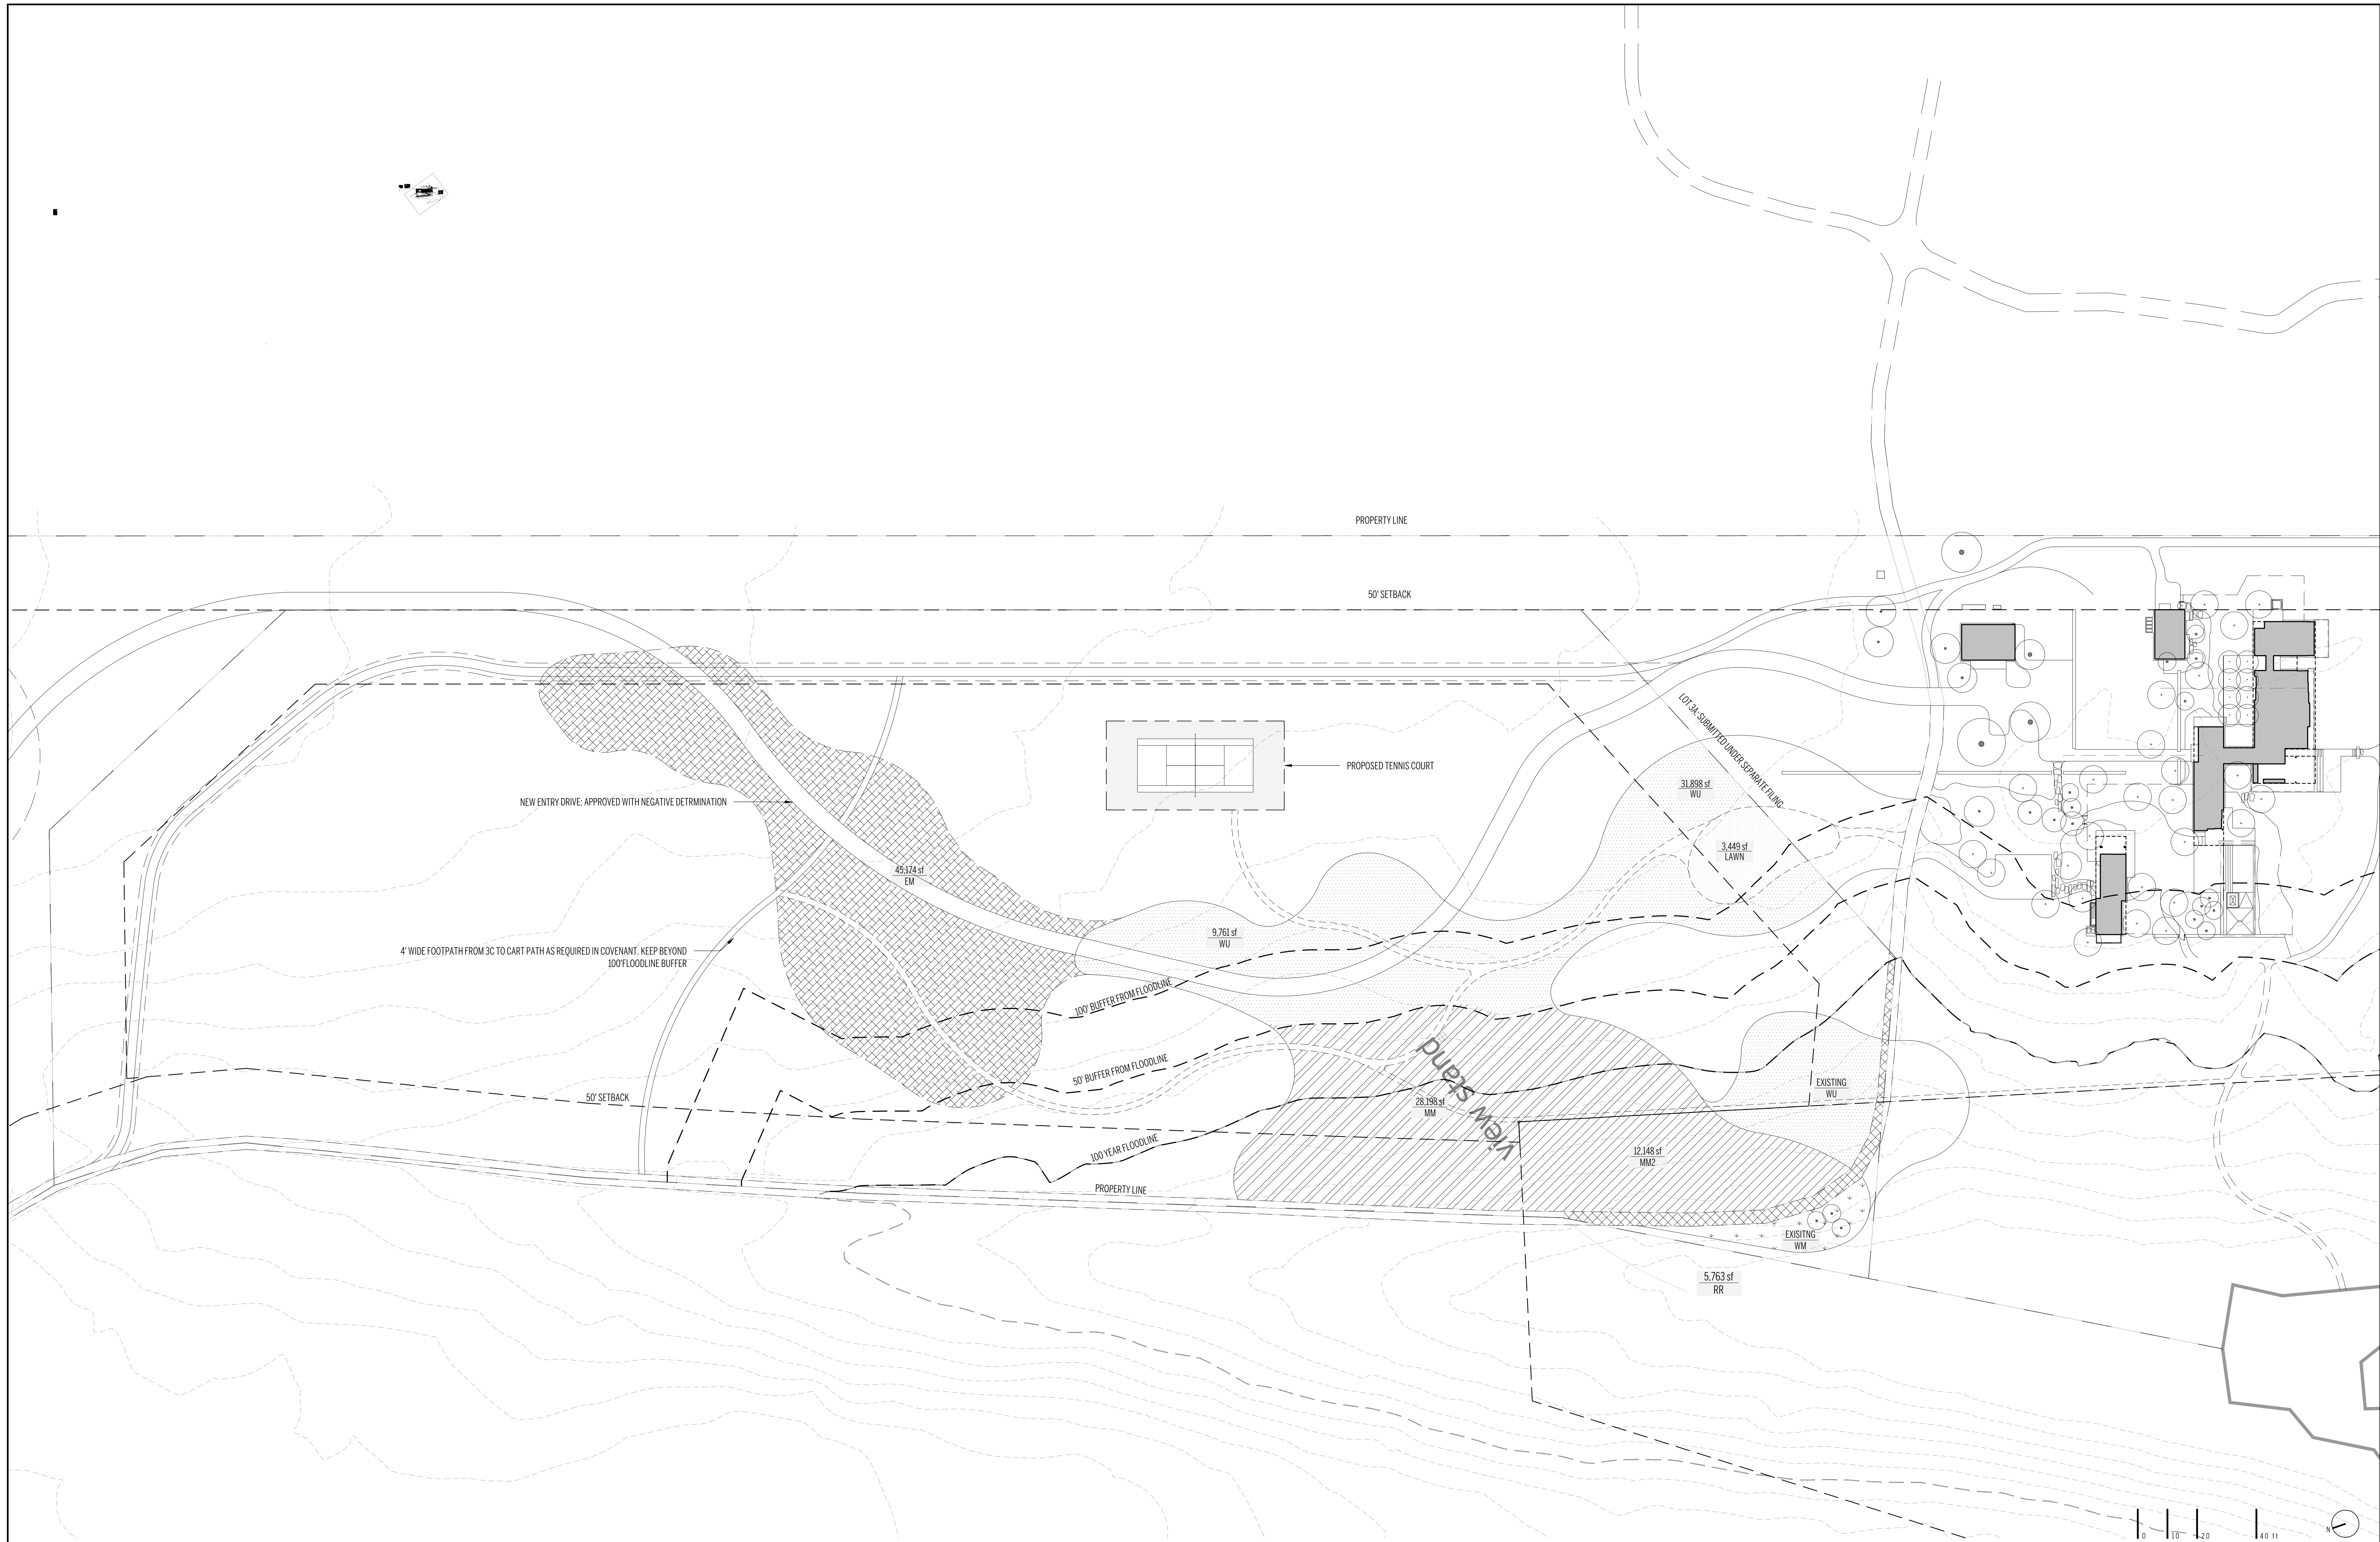 PROPERTY LINE
50' SETBACK
LOT 3A: SUBMITTED UNDER SEPARATE FILING
PROPOSED TENNIS COURT
31,898 sf
WU
NEW ENTRY DRIVE: APPROVED WITH NEGATIVE DETRMINATION
3,449 sf
LAWN
45,174 sf
EM
9,761 sf
WU
4' WIDE FOOTPATH FROM 3C TO CART PATH AS REQUIRED IN COVENANT. KEEP BEYOND
100'FLOODLINE BUFFER
100' BUFFER FROM FLOODLINE
50' BUFFER FROM FLOODLINE
view stand
EXISTING
WU
50' SETBACK
28,198 sf
MM
100 YEAR FLOODLINE
12,148 sf
MM2
PROPERTY LINE
EXISITNG
WM
5,763 sf
RR
0 10 20 40 ft
N